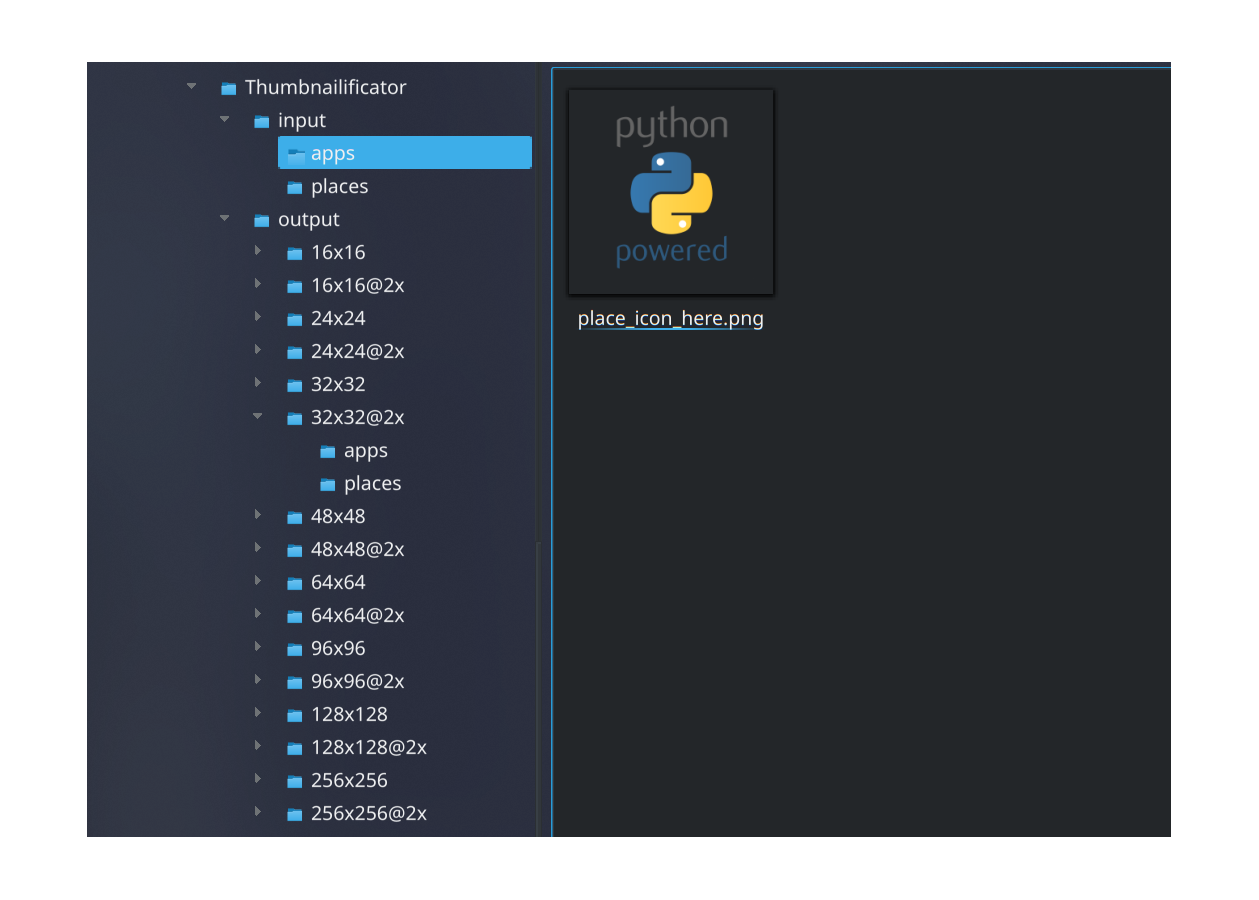 Thumbnailificator
input
apps
places
output
16x16
16x16@2x
24x24
24x24@2x
32x32
32x32@2x
apps
places
48x48
48x48@2x
64x64
64x64@2x
96x96
96x96@2x
128x128
128x128@2x
256x256
256x256@2x
python
powered
place_icon_here.png